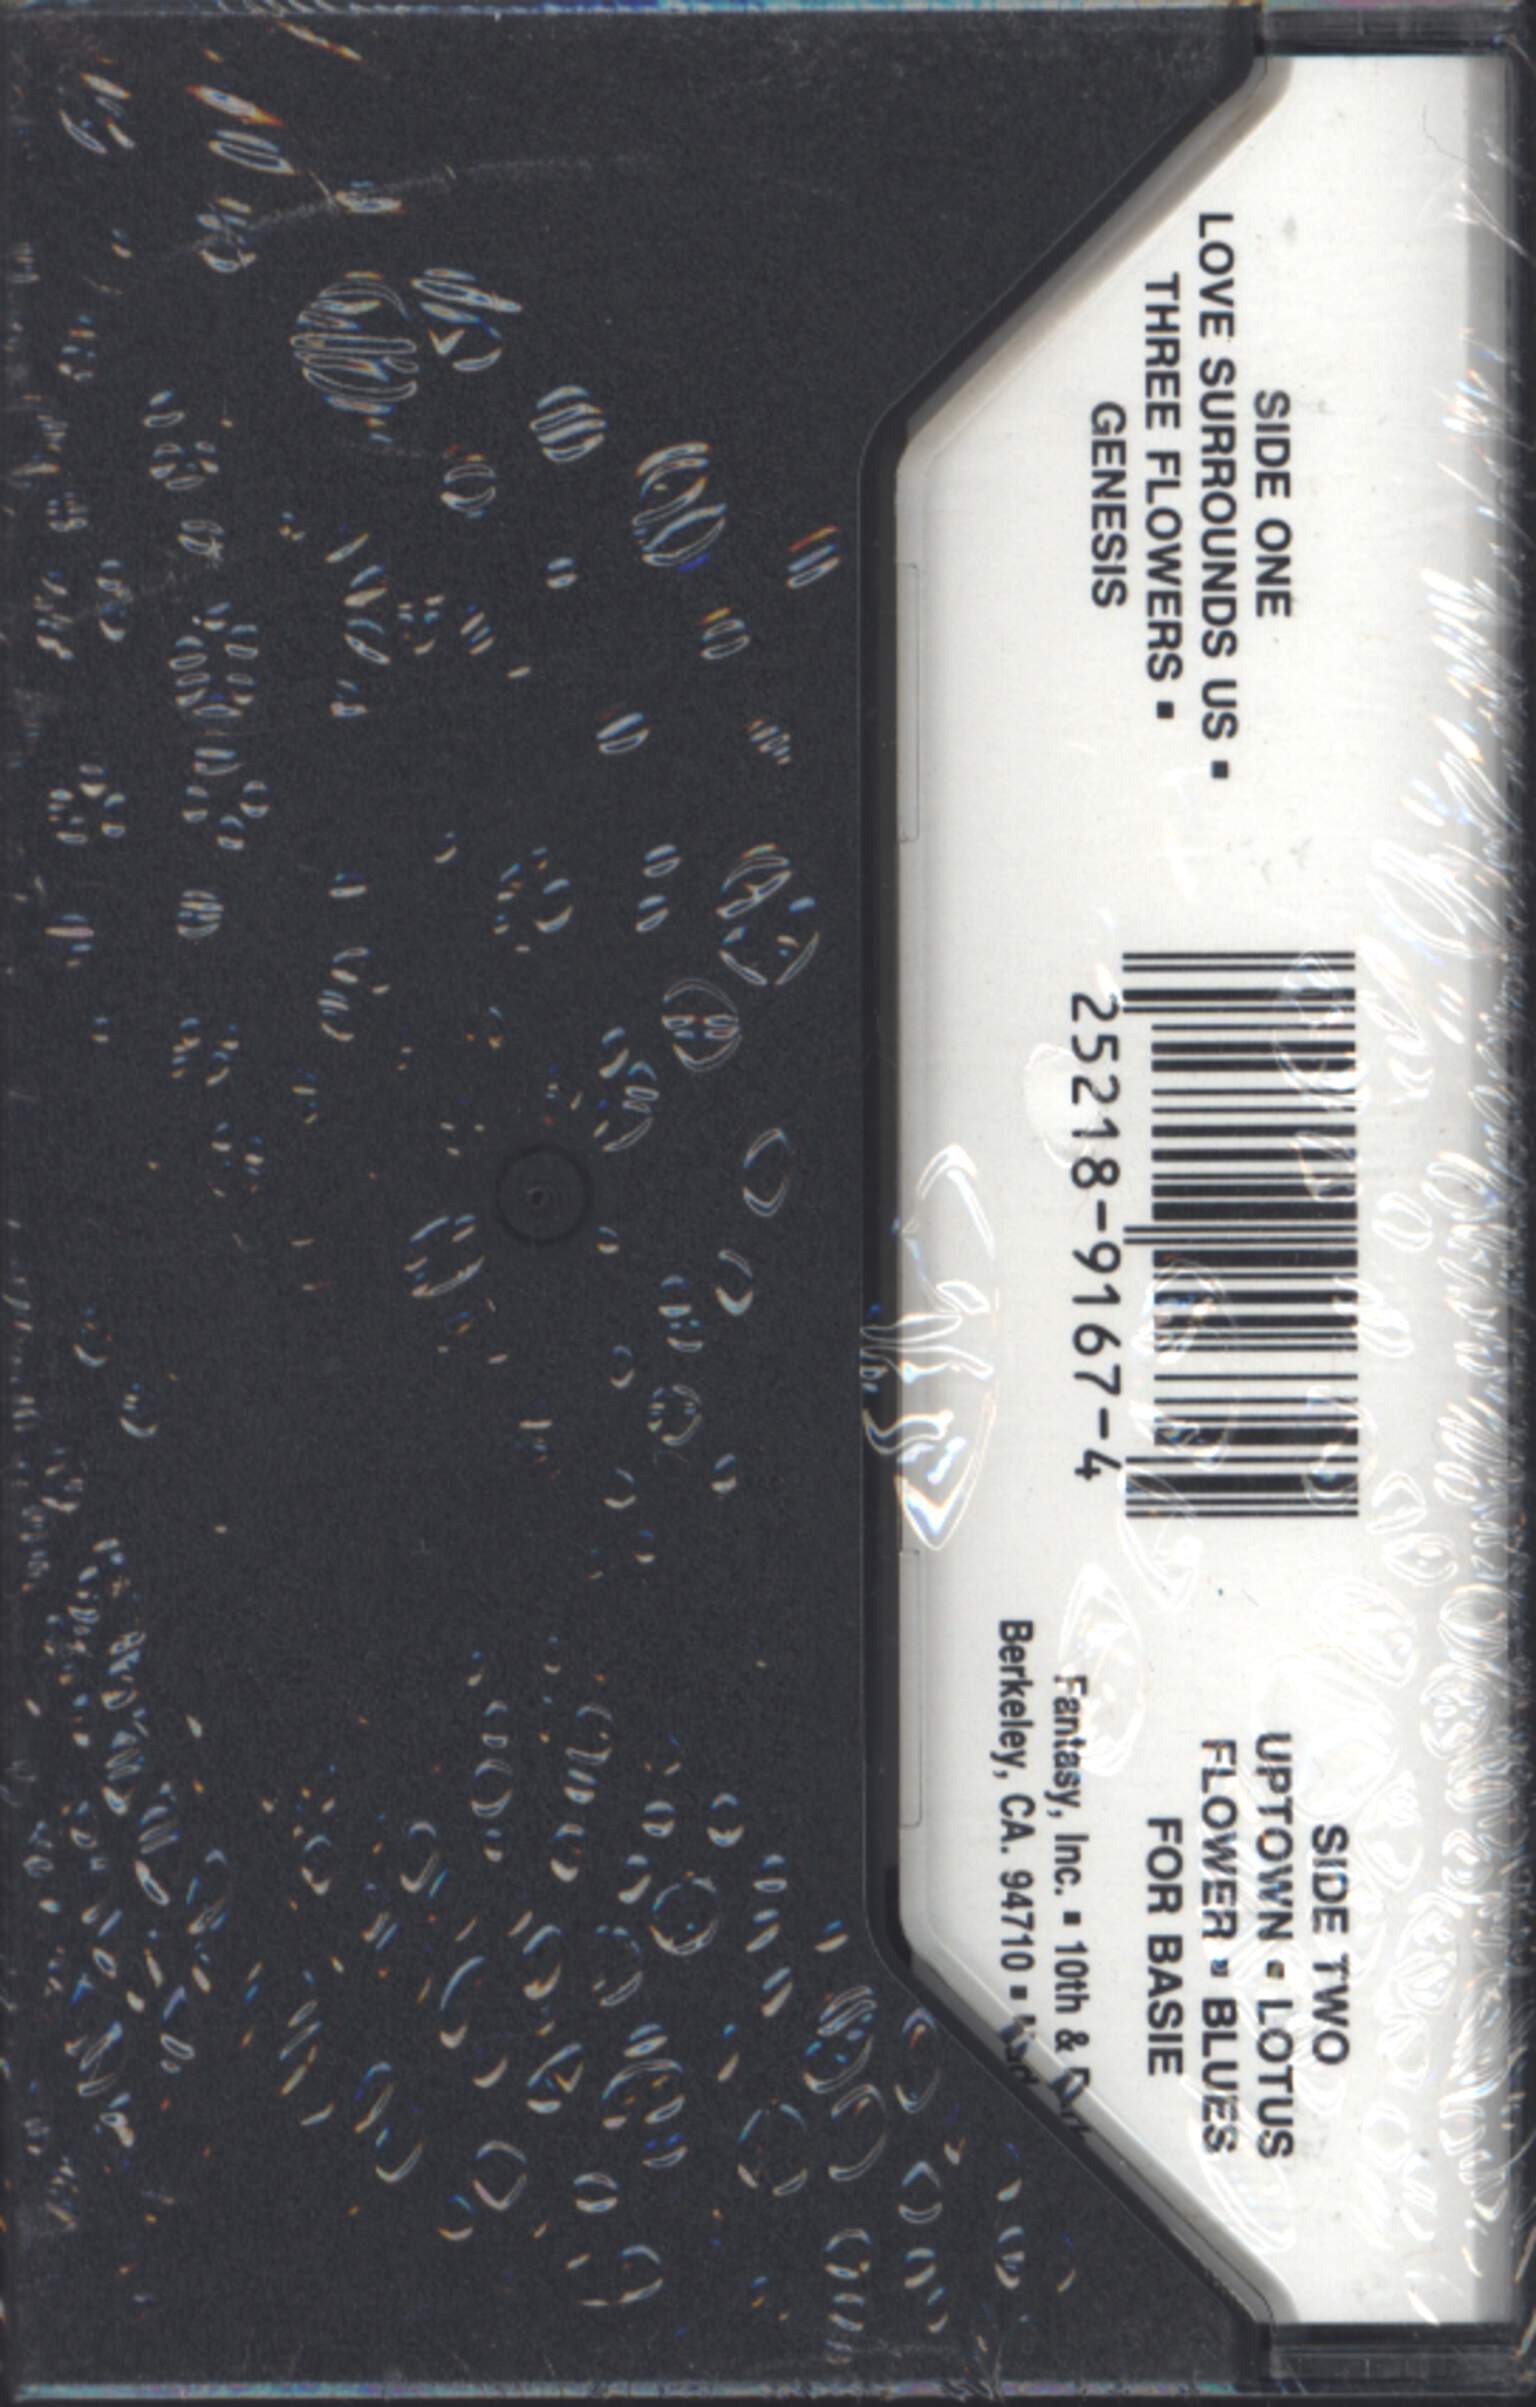 SIDE ONE
LOVE SURROUNDS US ▪
THREE FLOWERS ▪
GENESIS
25218-9167-4
SIDE TWO
UPTOWN ▪ LOTUS
FLOWER ▪ BLUES
FOR BASIE
Fantasy, Inc. ▪ 10th &
Berkeley, CA. 94710 ▪